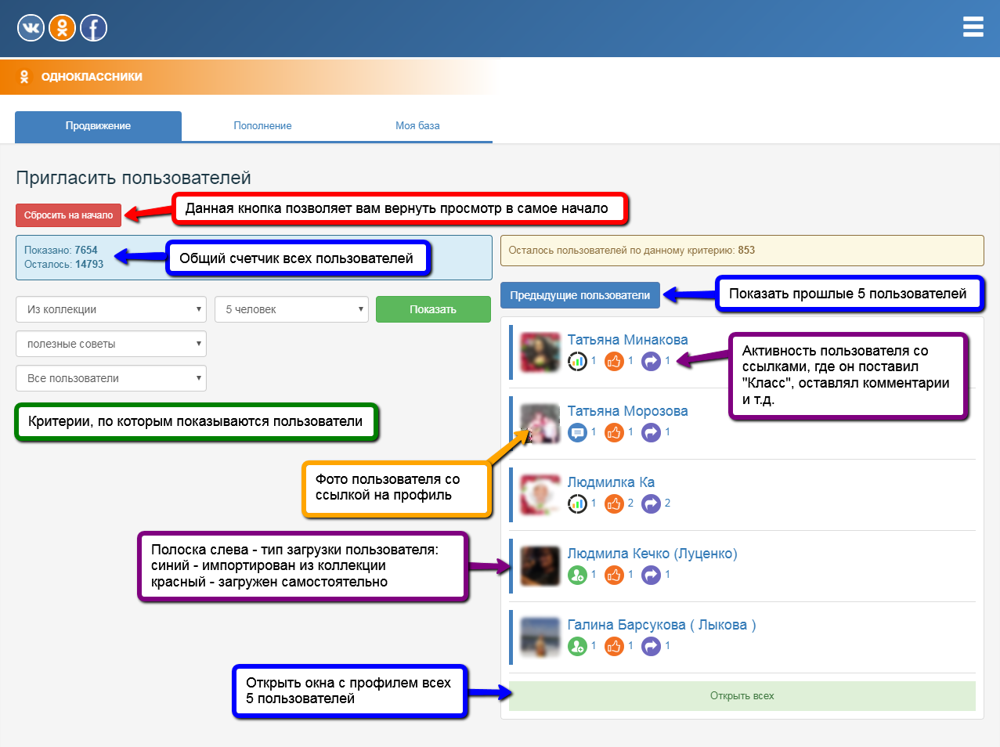 ОДНОКЛАССНИКИ
Продвижение
Пополнение
Моя база
Пригласить пользователей
Сбросить на начало
Данная кнопка позволяет вам вернуть просмотр в самое начало
Показано: 7654
Осталось: 14793
Общий счетчик всех пользователей
Осталось пользователей по данному критерию: 853
Из коллекции
5 человек
Показать
полезные советы
Все пользователи
Критерии, по которым показываются пользователи
Предыдущие пользователи
Показать прошлые 5 пользователей
Татьяна Минакова
1 1 1
Активность пользователя со
ссылками, где он поставил
"Класс", оставлял комментарии
и т.д.
Татьяна Морозова
1 1 1
Фото пользователя со
ссылкой на профиль
Людмилка Ка
1 2 2
Полоска слева - тип загрузки пользователя:
синий - импортирован из коллекции
красный - загружен самостоятельно
Людмила Кечко (Луценко)
1 1 1
Галина Барсукова ( Лыкова )
1 1 1
Открыть окна с профилем всех
5 пользователей
Открыть всех